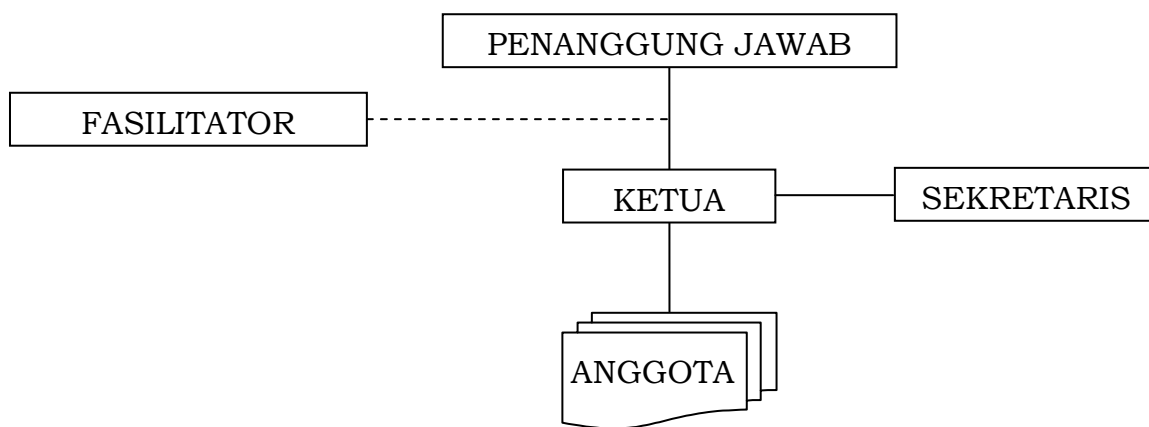 PENANGGUNG JAWAB
FASILITATOR
KETUA
SEKRETARIS
ANGGOTA